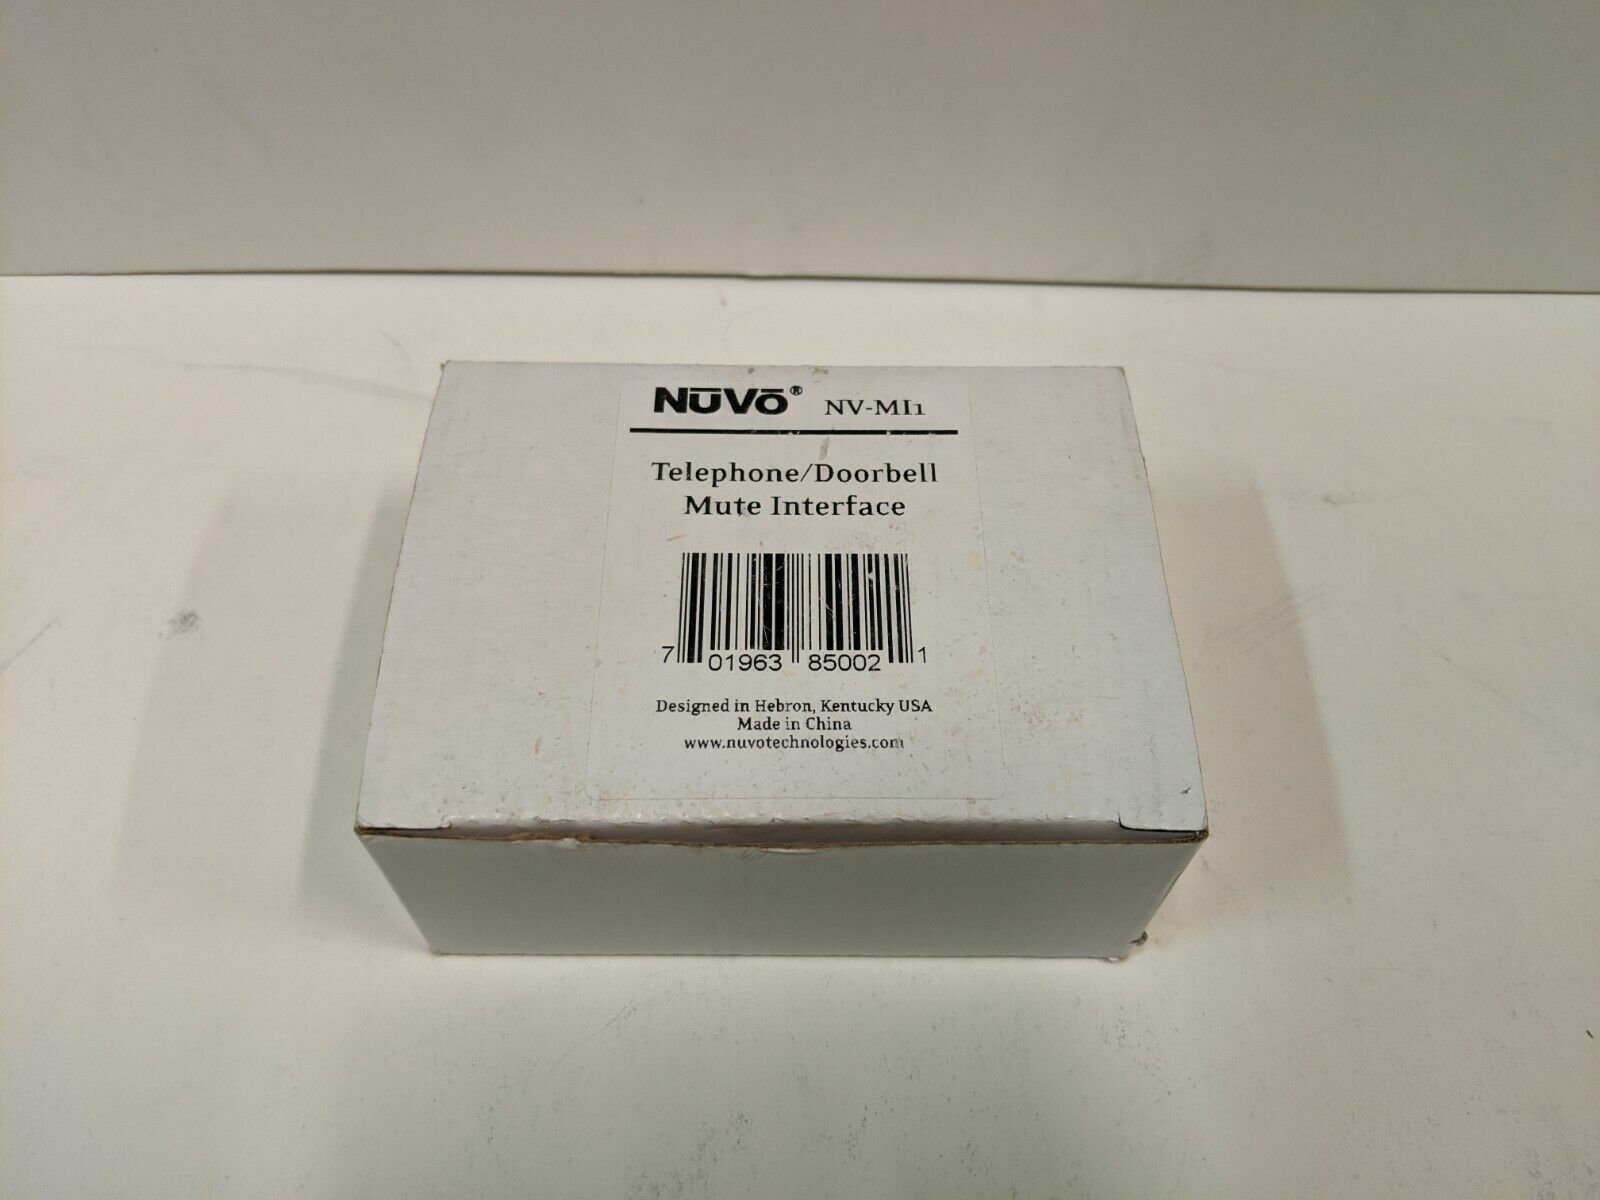 NūVō® NV-MI1
Telephone/Doorbell
Mute Interface
7 01963 85002 1
Designed in Hebron, Kentucky USA
Made in China
www.nuvotechnologies.com